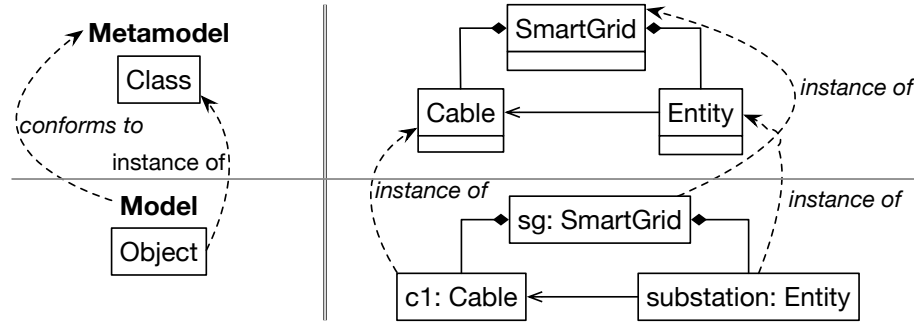 Metamodel
Class
conforms to
instance of
Model
Object
SmartGrid
instance of
Cable
Entity
instance of
instance of
sg: SmartGrid
c1: Cable
substation: Entity